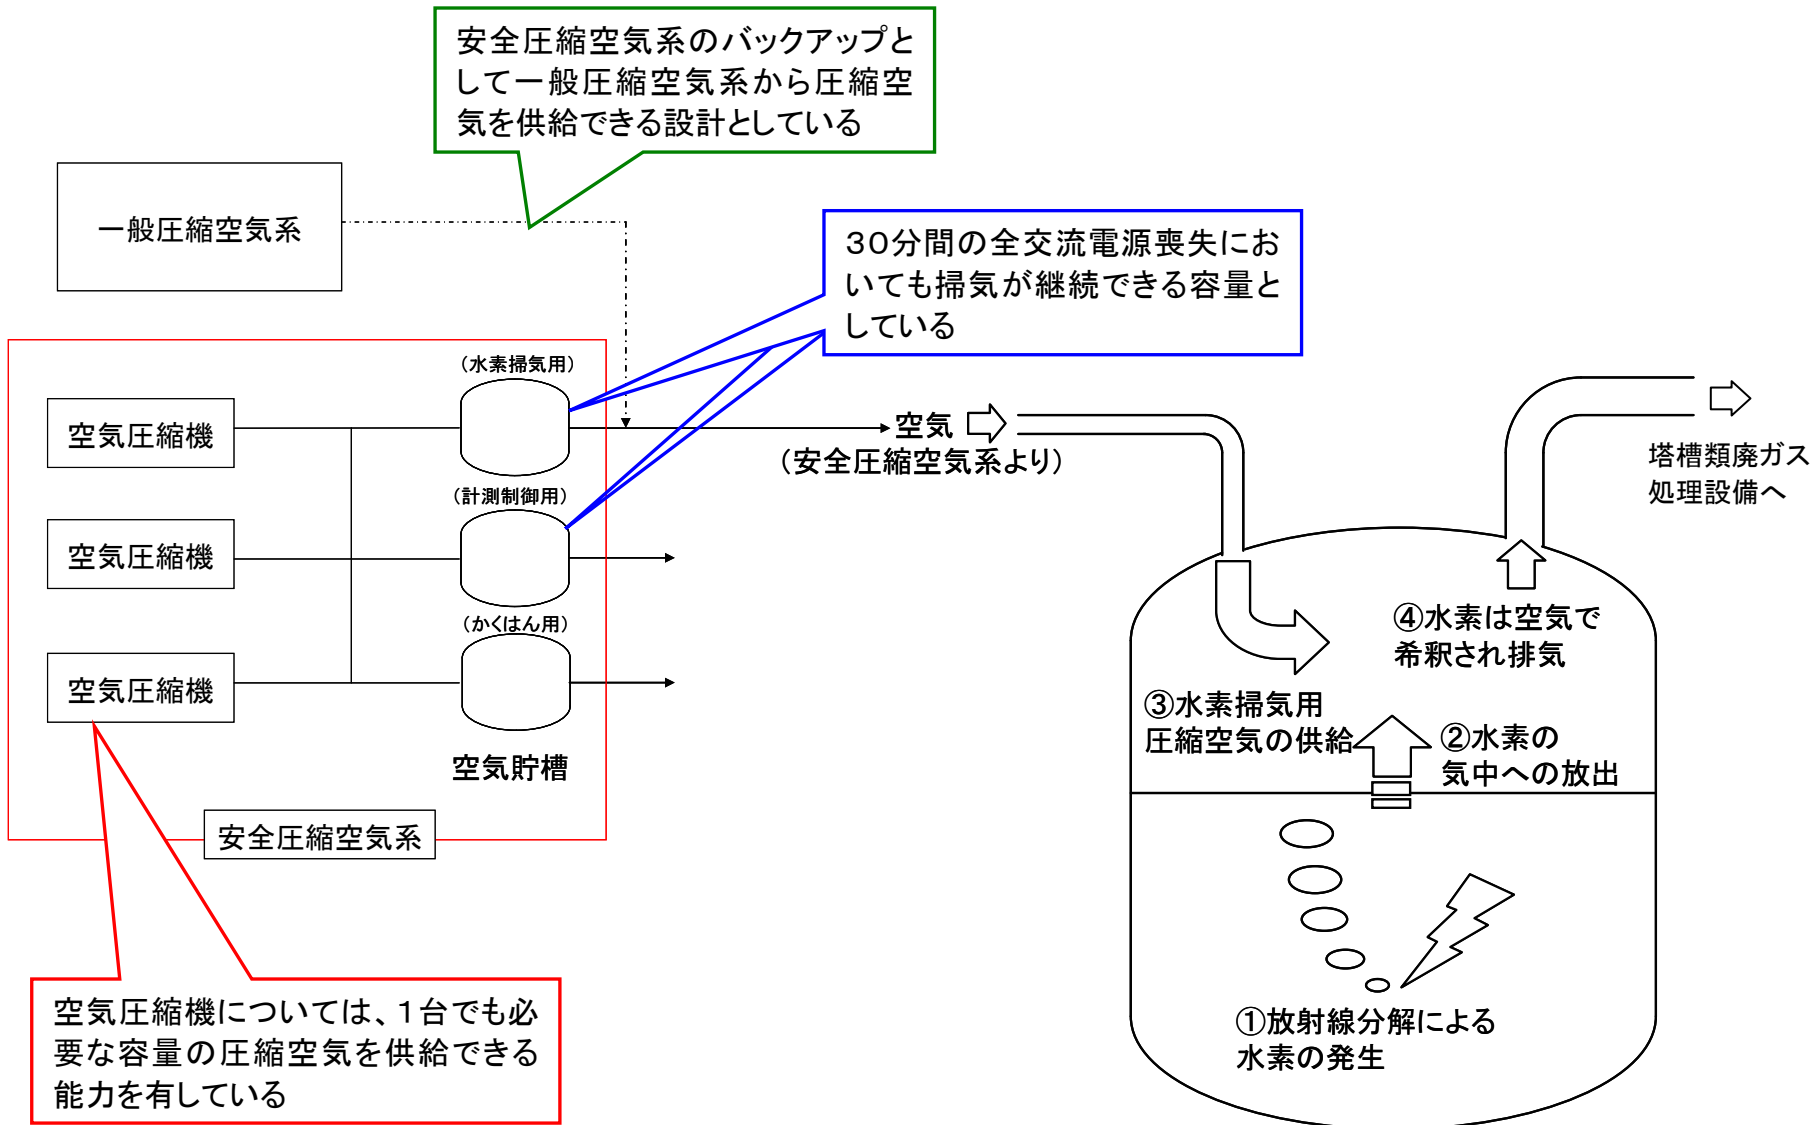 安全圧縮空気系のバックアップと
して一般圧縮空気系から圧縮空
気を供給できる設計としている
一般圧縮空気系
30分間の全交流電源喪失にお
いても掃気が継続できる容量と
している
(水素掃気用)
空気圧縮機
空気
(安全圧縮空気系より)
塔槽類廃ガス
処理設備へ
(計測制御用)
空気圧縮機
(かくはん用)
空気圧縮機
空気貯槽
安全圧縮空気系
④水素は空気で
希釈され排気
③水素掃気用
圧縮空気の供給
②水素の
気中への放出
①放射線分解による
水素の発生
空気圧縮機については、1台でも必
要な容量の圧縮空気を供給できる
能力を有している